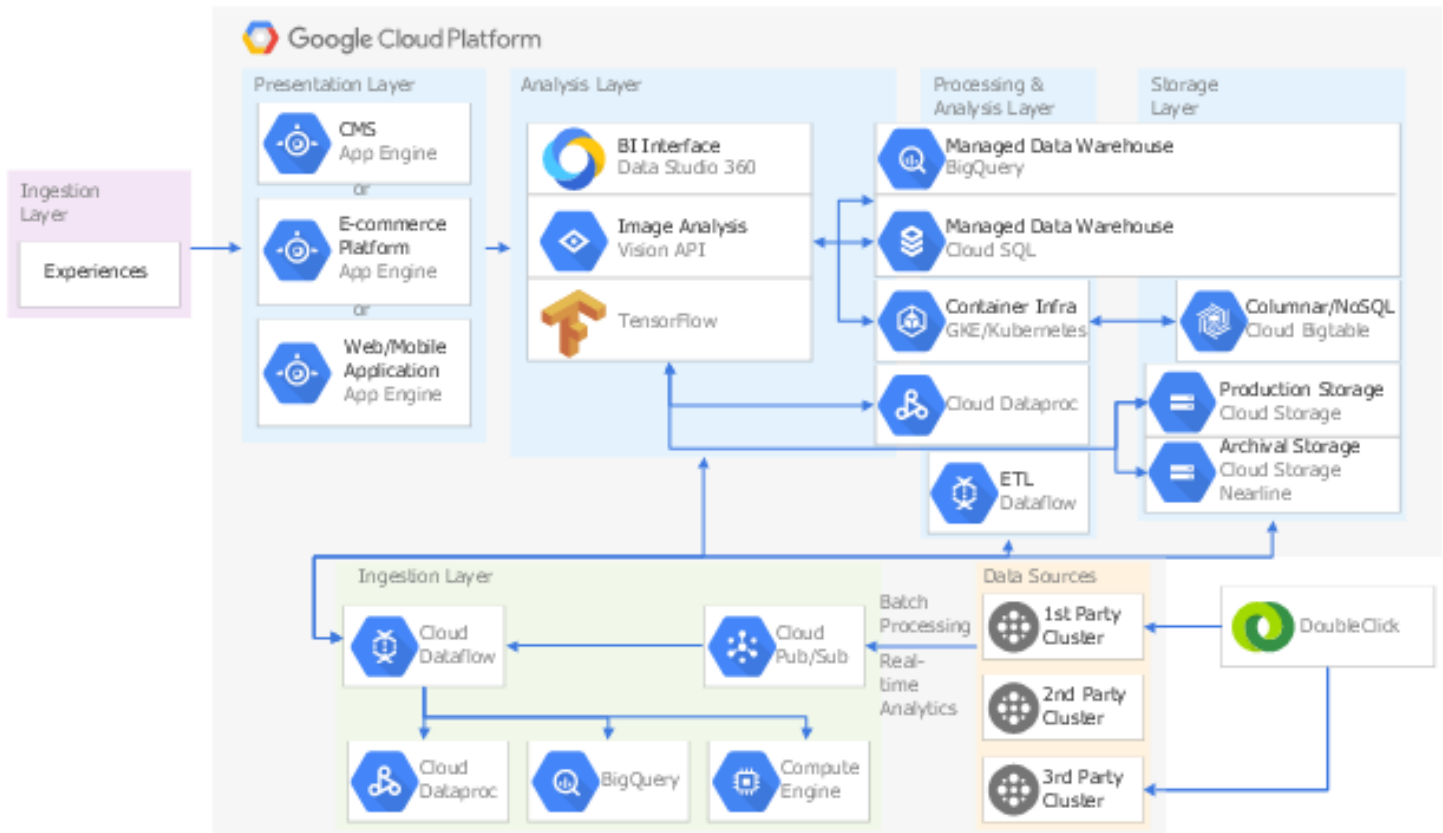 Google Cloud Platform
Presentation Layer
CMS
App Engine
or
E-commerce
Platform
App Engine
or
Web/Mobile
Application
App Engine
Ingestion
Layer
Experiences
Analysis Layer
BI Interface
Data Studio 360
Image Analysis
Vision API
TensorFlow
Processing &
Analysis Layer
Storage
Layer
Managed Data Warehouse
BigQuery
Managed Data Warehouse
Cloud SQL
Container Infra
GKE/Kubernetes
Columnar/NoSQL
Cloud Bigtable
Cloud Dataproc
Production Storage
Cloud Storage
Archival Storage
Cloud Storage
Nearline
ETL
Dataflow
Ingestion Layer
Cloud
Dataflow
Cloud
Pub/Sub
Cloud
Dataproc
BigQuery
Compute
Engine
Batch
Processing
Real-
time
Analytics
Data Sources
1st Party
Cluster
2nd Party
Cluster
3rd Party
Cluster
DoubleClick